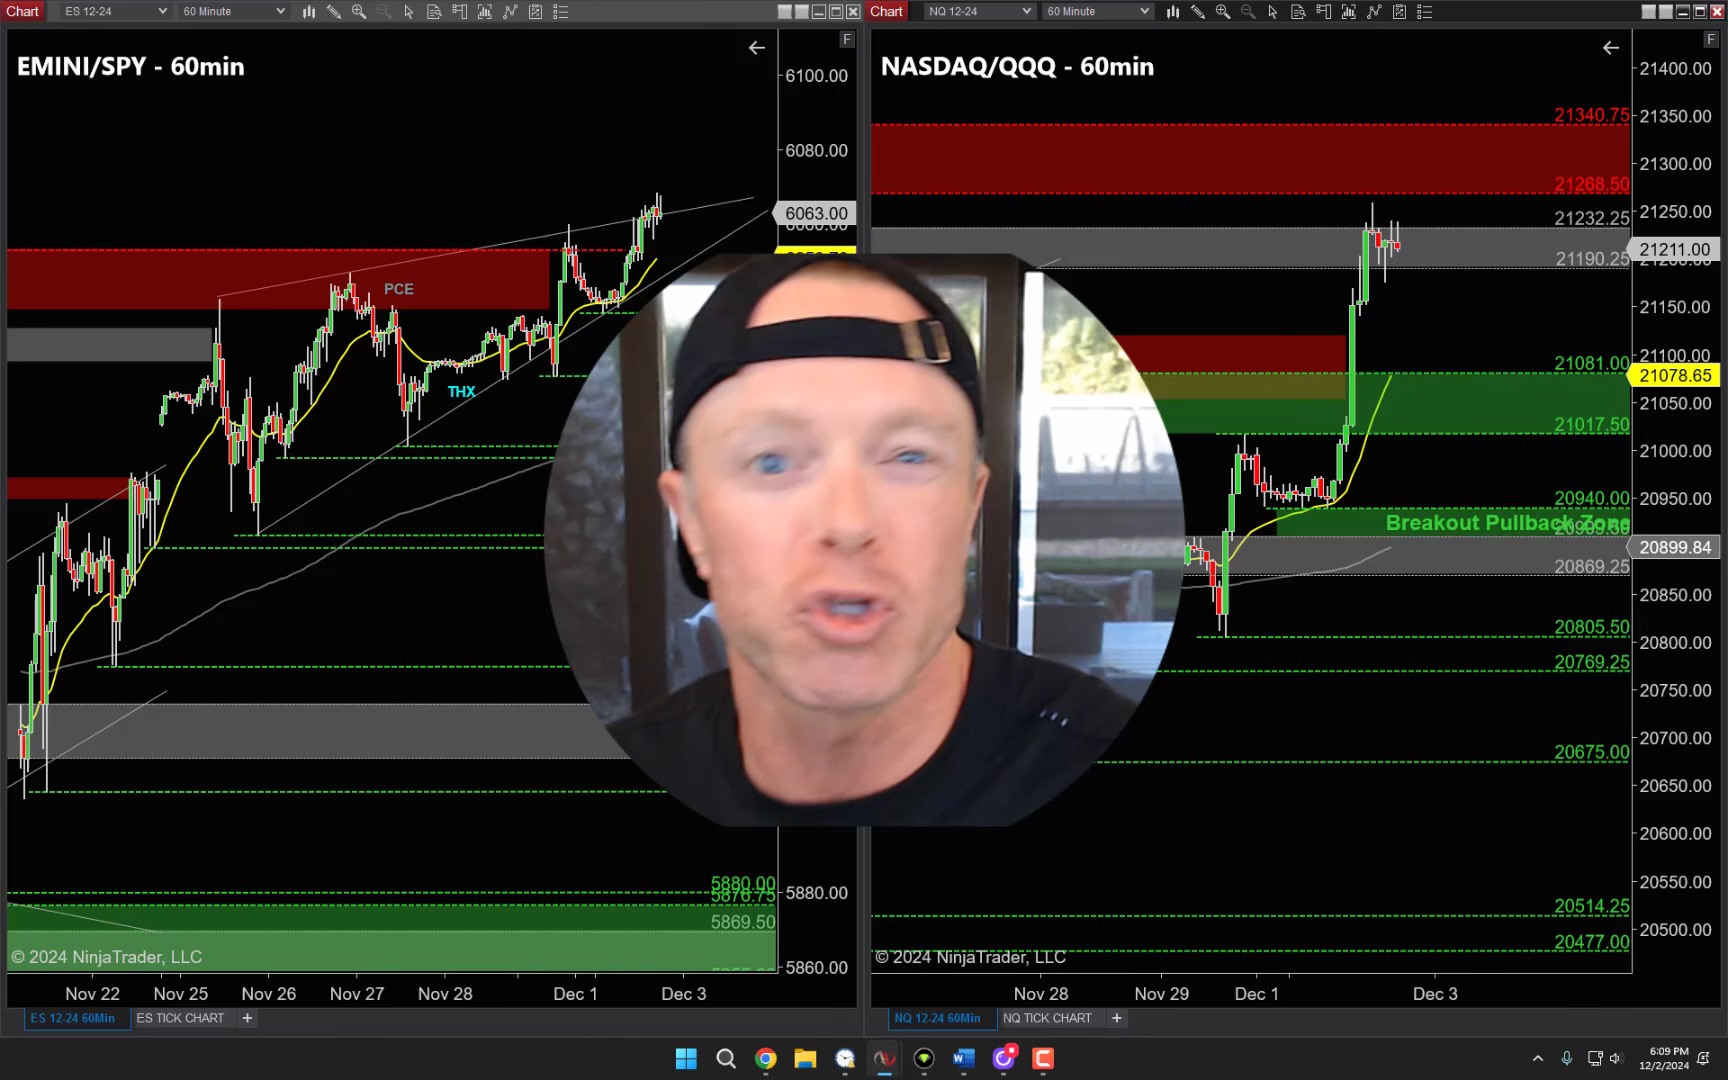 Chart
ES 12-24
60 Minute
Chart
NQ 12-24
60 Minute
F
F
EMINI/SPY - 60min
NASDAQ/QQQ - 60min
6100.00
6080.00
6063.00
PCE
THX
5880.00
5876.75
5869.50
5880.00
5860.00
21400.00
21340.75
21350.00
21300.00
21268.50
21232.25
21250.00
21211.00
21190.25
21150.00
21100.00
21081.00
21078.65
21050.00
21017.50
21000.00
20940.00
20950.00
Breakout Pullback Zone
20899.84
20869.25
20850.00
20805.50
20800.00
20769.25
20750.00
20700.00
20675.00
20650.00
20600.00
20550.00
20514.25
20500.00
20477.00
© 2024 NinjaTrader, LLC
© 2024 NinjaTrader, LLC
Nov 22
Nov 25
Nov 26
Nov 27
Nov 28
Dec 1
Dec 3
Nov 28
Nov 29
Dec 1
Dec 3
ES 12-24 60Min
ES TICK CHART
+
NQ 12-24 60Min
NQ TICK CHART
+
6:09 PM
12/2/2024